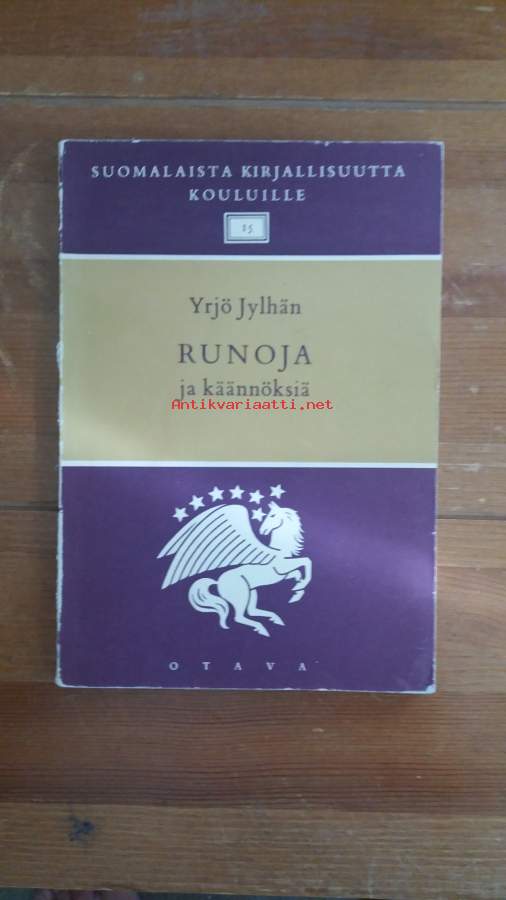 SUOMALAISTA KIRJALLISUUTTA
KOULUILLE
15
Yrjö Jylhän
RUNOJA
ja käännöksiä
Antikvariaatti.net
OTAVA